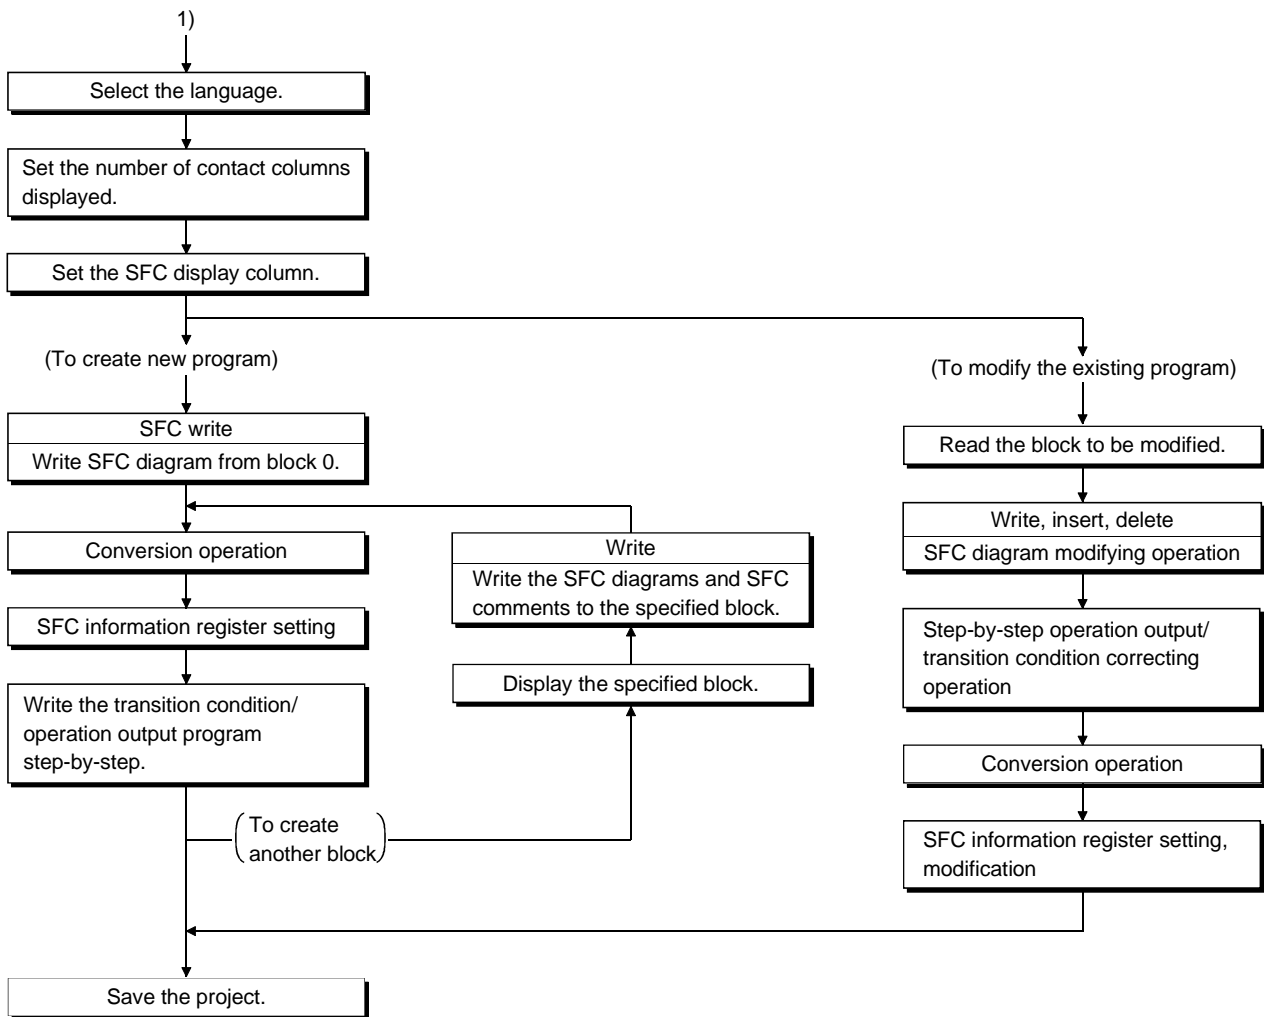 1)
Select the language.
Set the number of contact columns
displayed.
Set the SFC display column.
(To create new program)
SFC write
Write SFC diagram from block 0.
Conversion operation
SFC information register setting
Write the transition condition/
operation output program
step-by-step.
(To create
another block)
Write
Write the SFC diagrams and SFC
comments to the specified block.
Display the specified block.
(To modify the existing program)
Read the block to be modified.
Write, insert, delete
SFC diagram modifying operation
Step-by-step operation output/
transition condition correcting
operation
Conversion operation
SFC information register setting,
modification
Save the project.